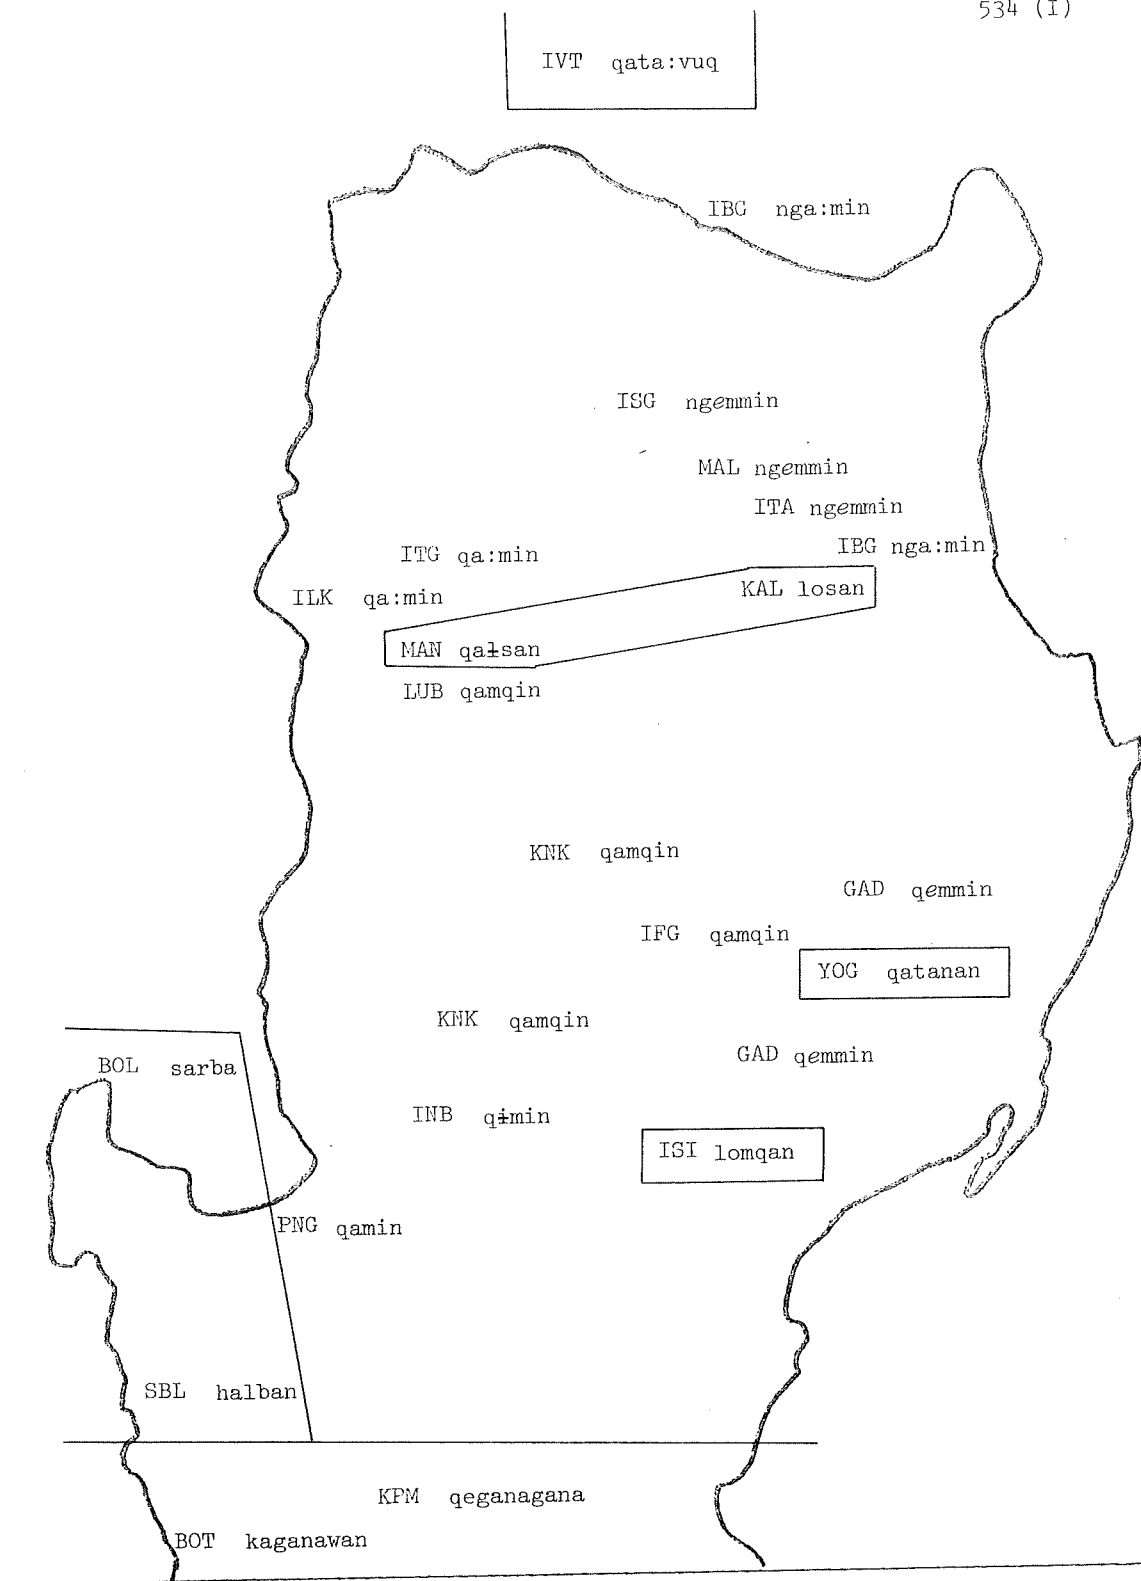 534 (I)
IVT qata:vuq
IBG nga:min
ISG ngemmin
MAL ngemmin
ITA ngemmin
IBG nga:min
ITG qa:min
KAL losan
ILK qa:min
MAN qaɫsan
LUB qamqin
KNK qamqin
GAD qemmin
IFG qamqin
YOG qatanan
KNK qamqin
GAD qemmin
BOL sarba
INB qɨmin
ISI lomqan
PNG qamin
SBL halban
KPM qeganagana
BOT kaganawan